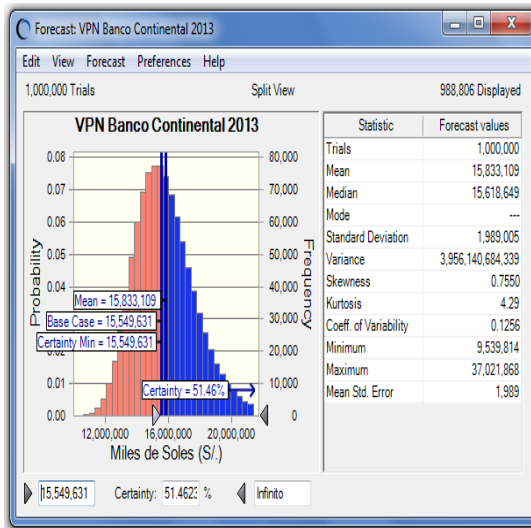 Forecast: VPN Banco Continental 2013
Edit View Forecast Preferences Help
1,000,000 Trials Split View 988,806 Displayed
VPN Banco Continental 2013
0.08
0.07
0.06
0.05
0.04
0.03
0.02
0.01
0.00
Probability
Mean = 15,833,109
Base Case = 15,549,631
Certainty Min = 15,549,631
Certainty = 51.46%
80,000
70,000
60,000
50,000
40,000
30,000
20,000
10,000
0
Frequency
12,000,000 16,000,000 20,000,000
Miles de Soles (S/.)
Statistic Forecast values
Trials 1,000,000
Mean 15,833,109
Median 15,618,649
Mode ---
Standard Deviation 1,989,005
Variance 3,956,140,684,339
Skewness 0.7550
Kurtosis 4.29
Coeff. of Variability 0.1256
Minimum 9,539,814
Maximum 37,021,868
Mean Std. Error 1,989
15,549,631 Certainty: 51.4623 % Infinito